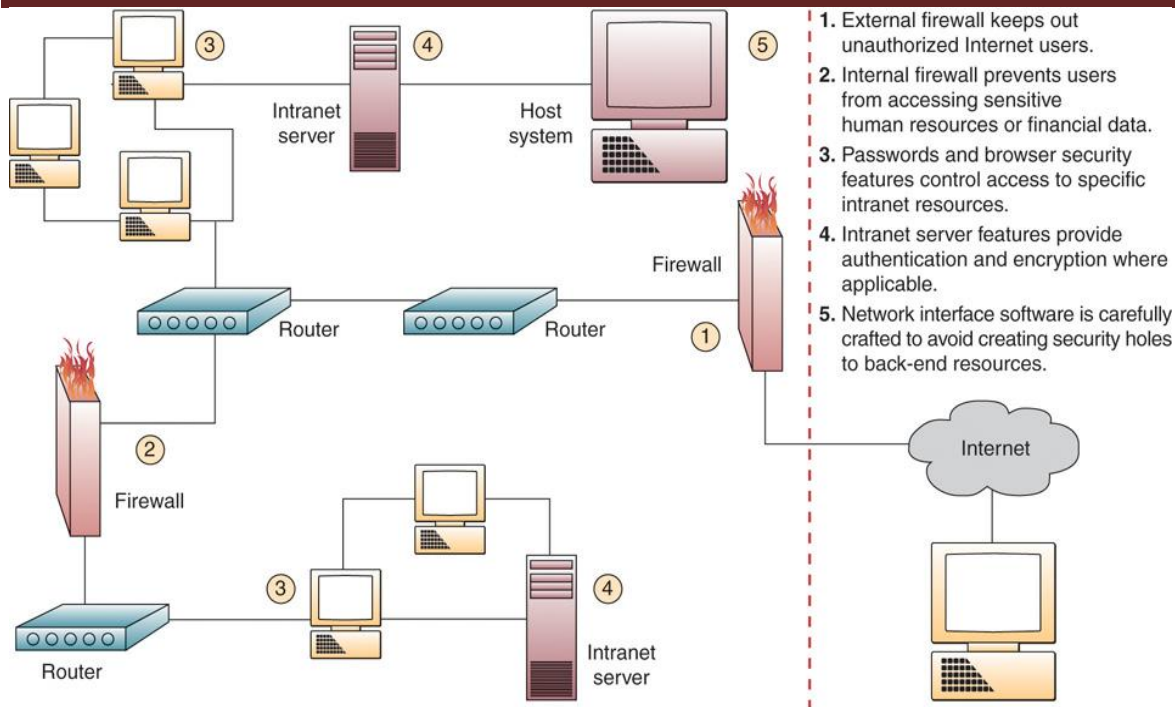 3
4
5
Intranet
server
Host
system
Firewall
1
Router
Router
2
Firewall
3
4
Router
Intranet
server
1. External firewall keeps out
unauthorized Internet users.
2. Internal firewall prevents users
from accessing sensitive
human resources or financial data.
3. Passwords and browser security
features control access to specific
intranet resources.
4. Intranet server features provide
authentication and encryption where
applicable.
5. Network interface software is carefully
crafted to avoid creating security holes
to back-end resources.
Internet